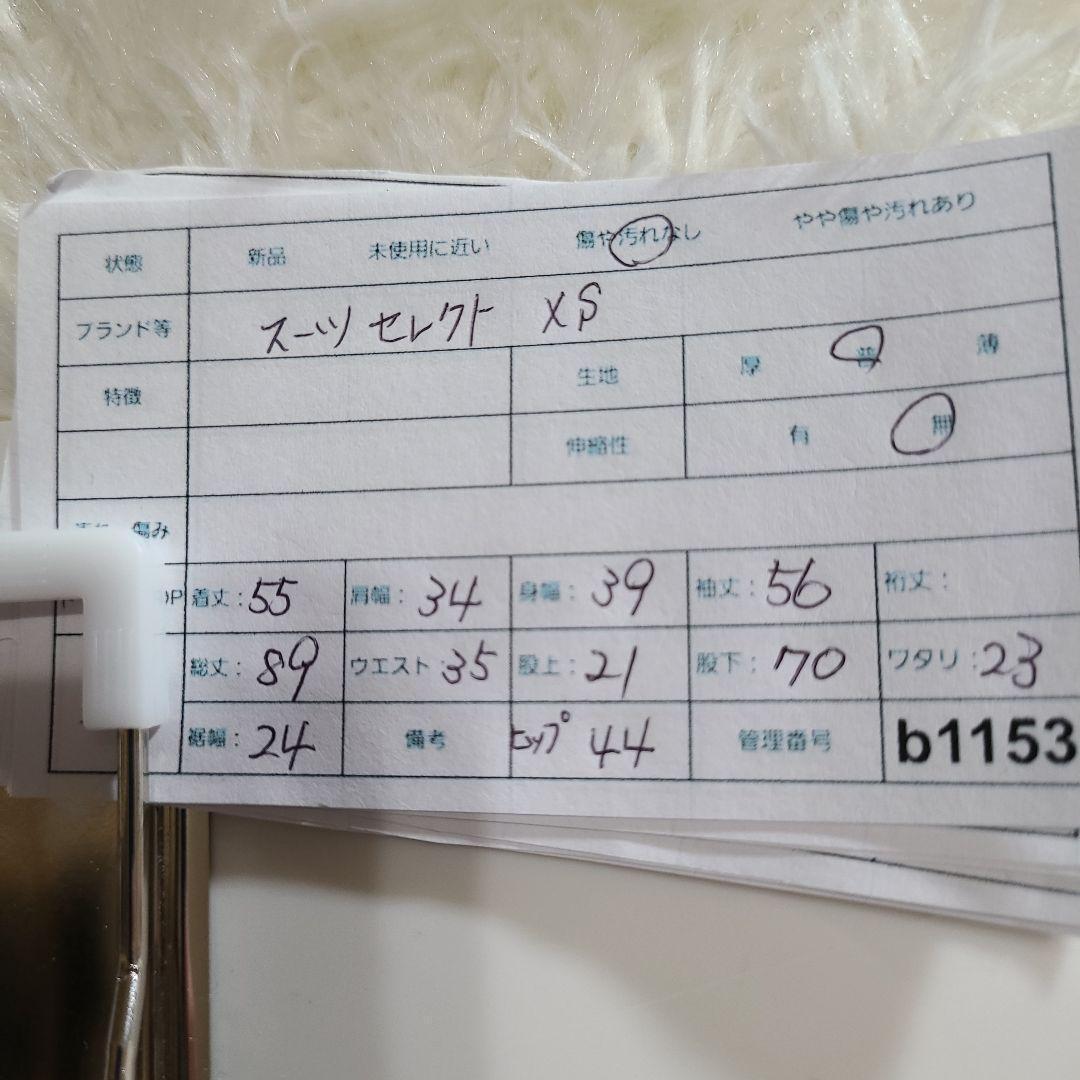 状態 新品 未使用に近い 傷や汚れなし やや傷や汚れあり
ブランド等 スーツセレクト XS
特徴 生地 厚 普 薄
伸縮性 有 無
傷み
着丈: 55 肩幅: 34 身幅: 39 袖丈: 56 裄丈:
総丈: 89 ウエスト: 35 股上: 21 股下: 70 ワタリ: 23
裾幅: 24 備考 ヒップ 44 管理番号 b1153